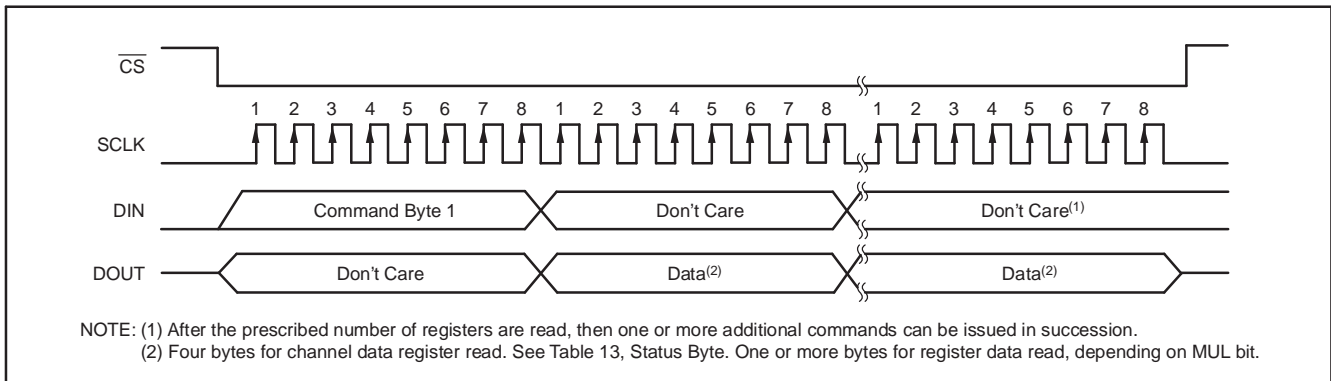 CS
1 2 3 4 5 6 7 8 1 2 3 4 5 6 7 8 1 2 3 4 5 6 7 8
SCLK
DIN Command Byte 1 Don't Care Don't Care(1)
DOUT Don't Care Data(2) Data(2)
NOTE: (1) After the prescribed number of registers are read, then one or more additional commands can be issued in succession.
(2) Four bytes for channel data register read. See Table 13, Status Byte. One or more bytes for register data read, depending on MUL bit.